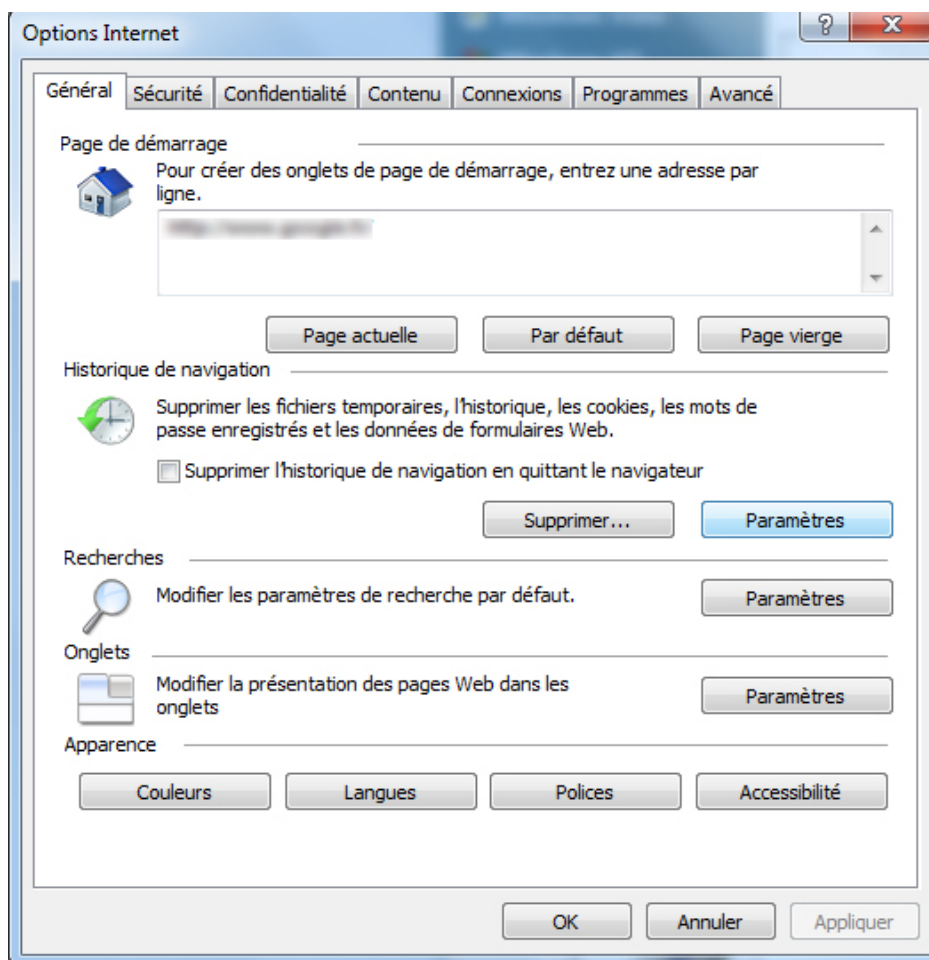 Options Internet
Général Sécurité Confidentialité Contenu Connexions Programmes Avancé
Page de démarrage
Pour créer des onglets de page de démarrage, entrez une adresse par
ligne.
Page actuelle Par défaut Page vierge
Historique de navigation
Supprimer les fichiers temporaires, l'historique, les cookies, les mots de
passe enregistrés et les données de formulaires Web.
Supprimer l'historique de navigation en quittant le navigateur
Supprimer... Paramètres
Recherches
Modifier les paramètres de recherche par défaut. Paramètres
Onglets
Modifier la présentation des pages Web dans les
onglets
Paramètres
Apparence
Couleurs Langues Polices Accessibilité
OK Annuler Appliquer